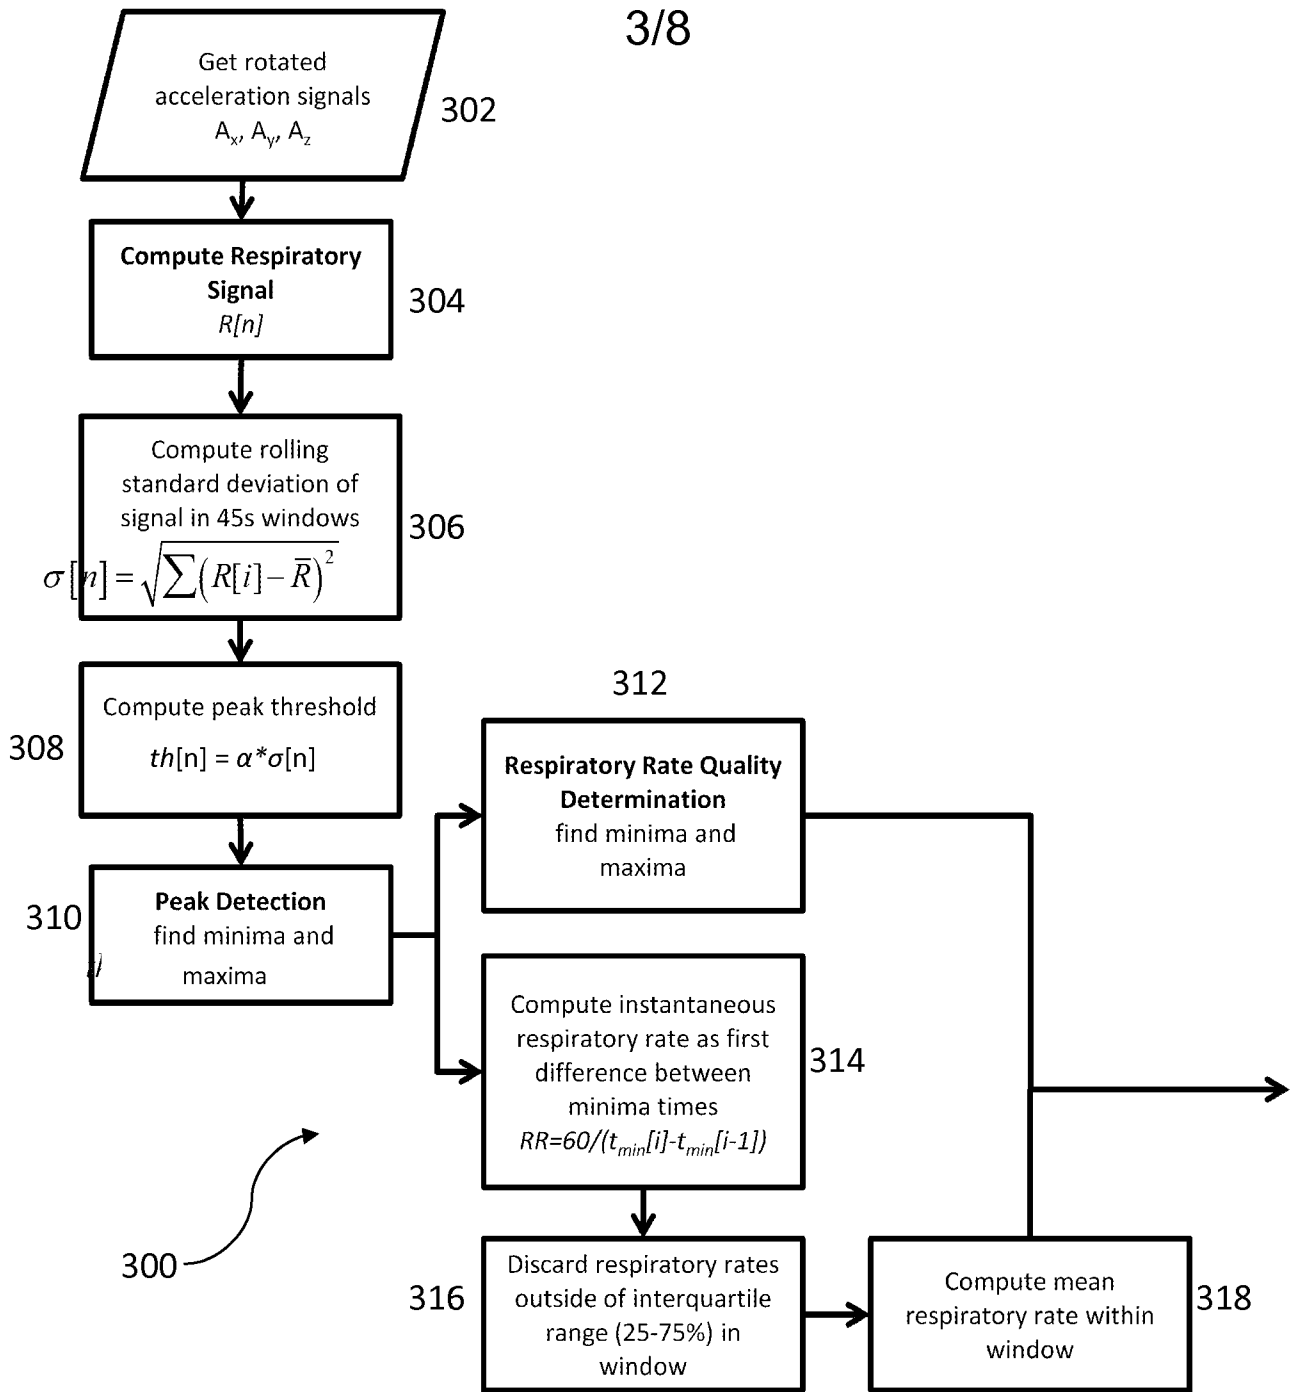 3/8
Get rotated
acceleration signals
Ax, Ay, Az
302
Compute Respiratory
Signal
R[n]
304
Compute rolling
standard deviation of
signal in 45s windows
σ[n] = √∑(R[i] − R̅)²
306
Compute peak threshold
th[n] = α*σ[n]
308
Peak Detection
find minima and
maxima
310
312
Respiratory Rate Quality
Determination
find minima and
maxima
Compute instantaneous
respiratory rate as first
difference between
minima times
RR=60/(tmin[i]-tmin[i-1])
314
Discard respiratory rates
outside of interquartile
range (25-75%) in
window
316
Compute mean
respiratory rate within
window
318
300